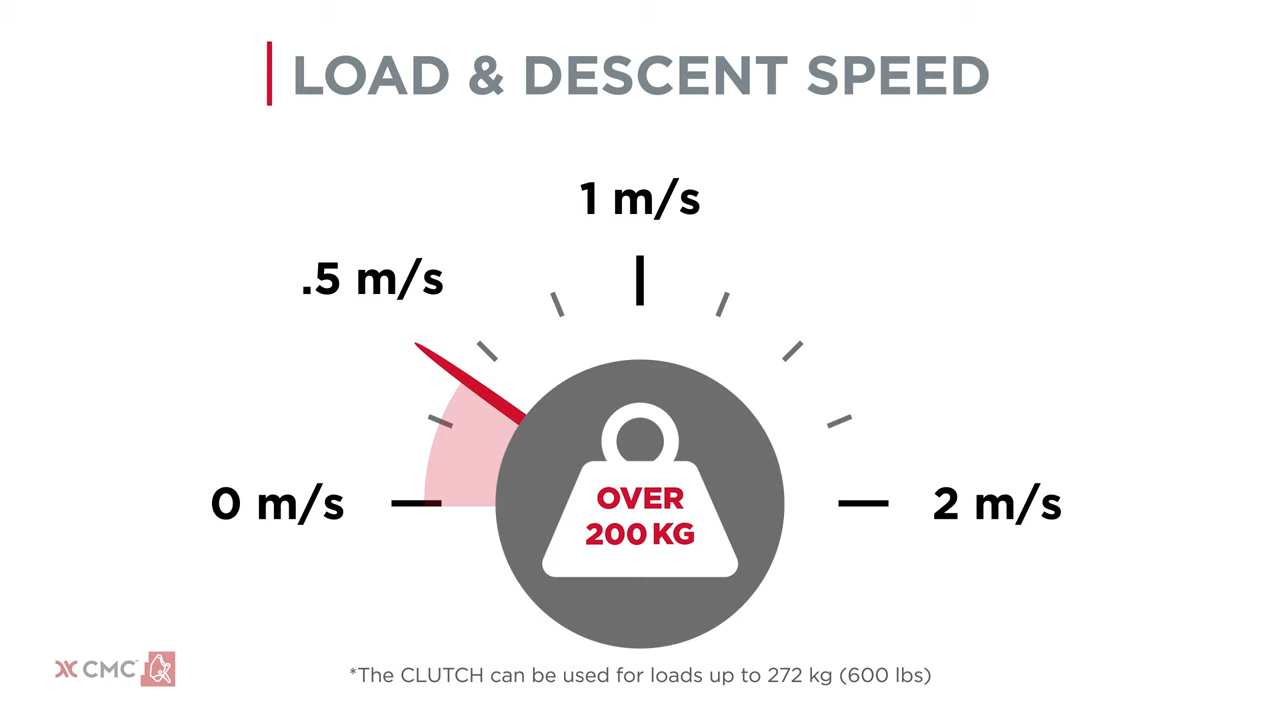 LOAD & DESCENT SPEED
1 m/s
.5 m/s
0 m/s
2 m/s
OVER
200 KG
CMC
*The CLUTCH can be used for loads up to 272 kg (600 lbs)